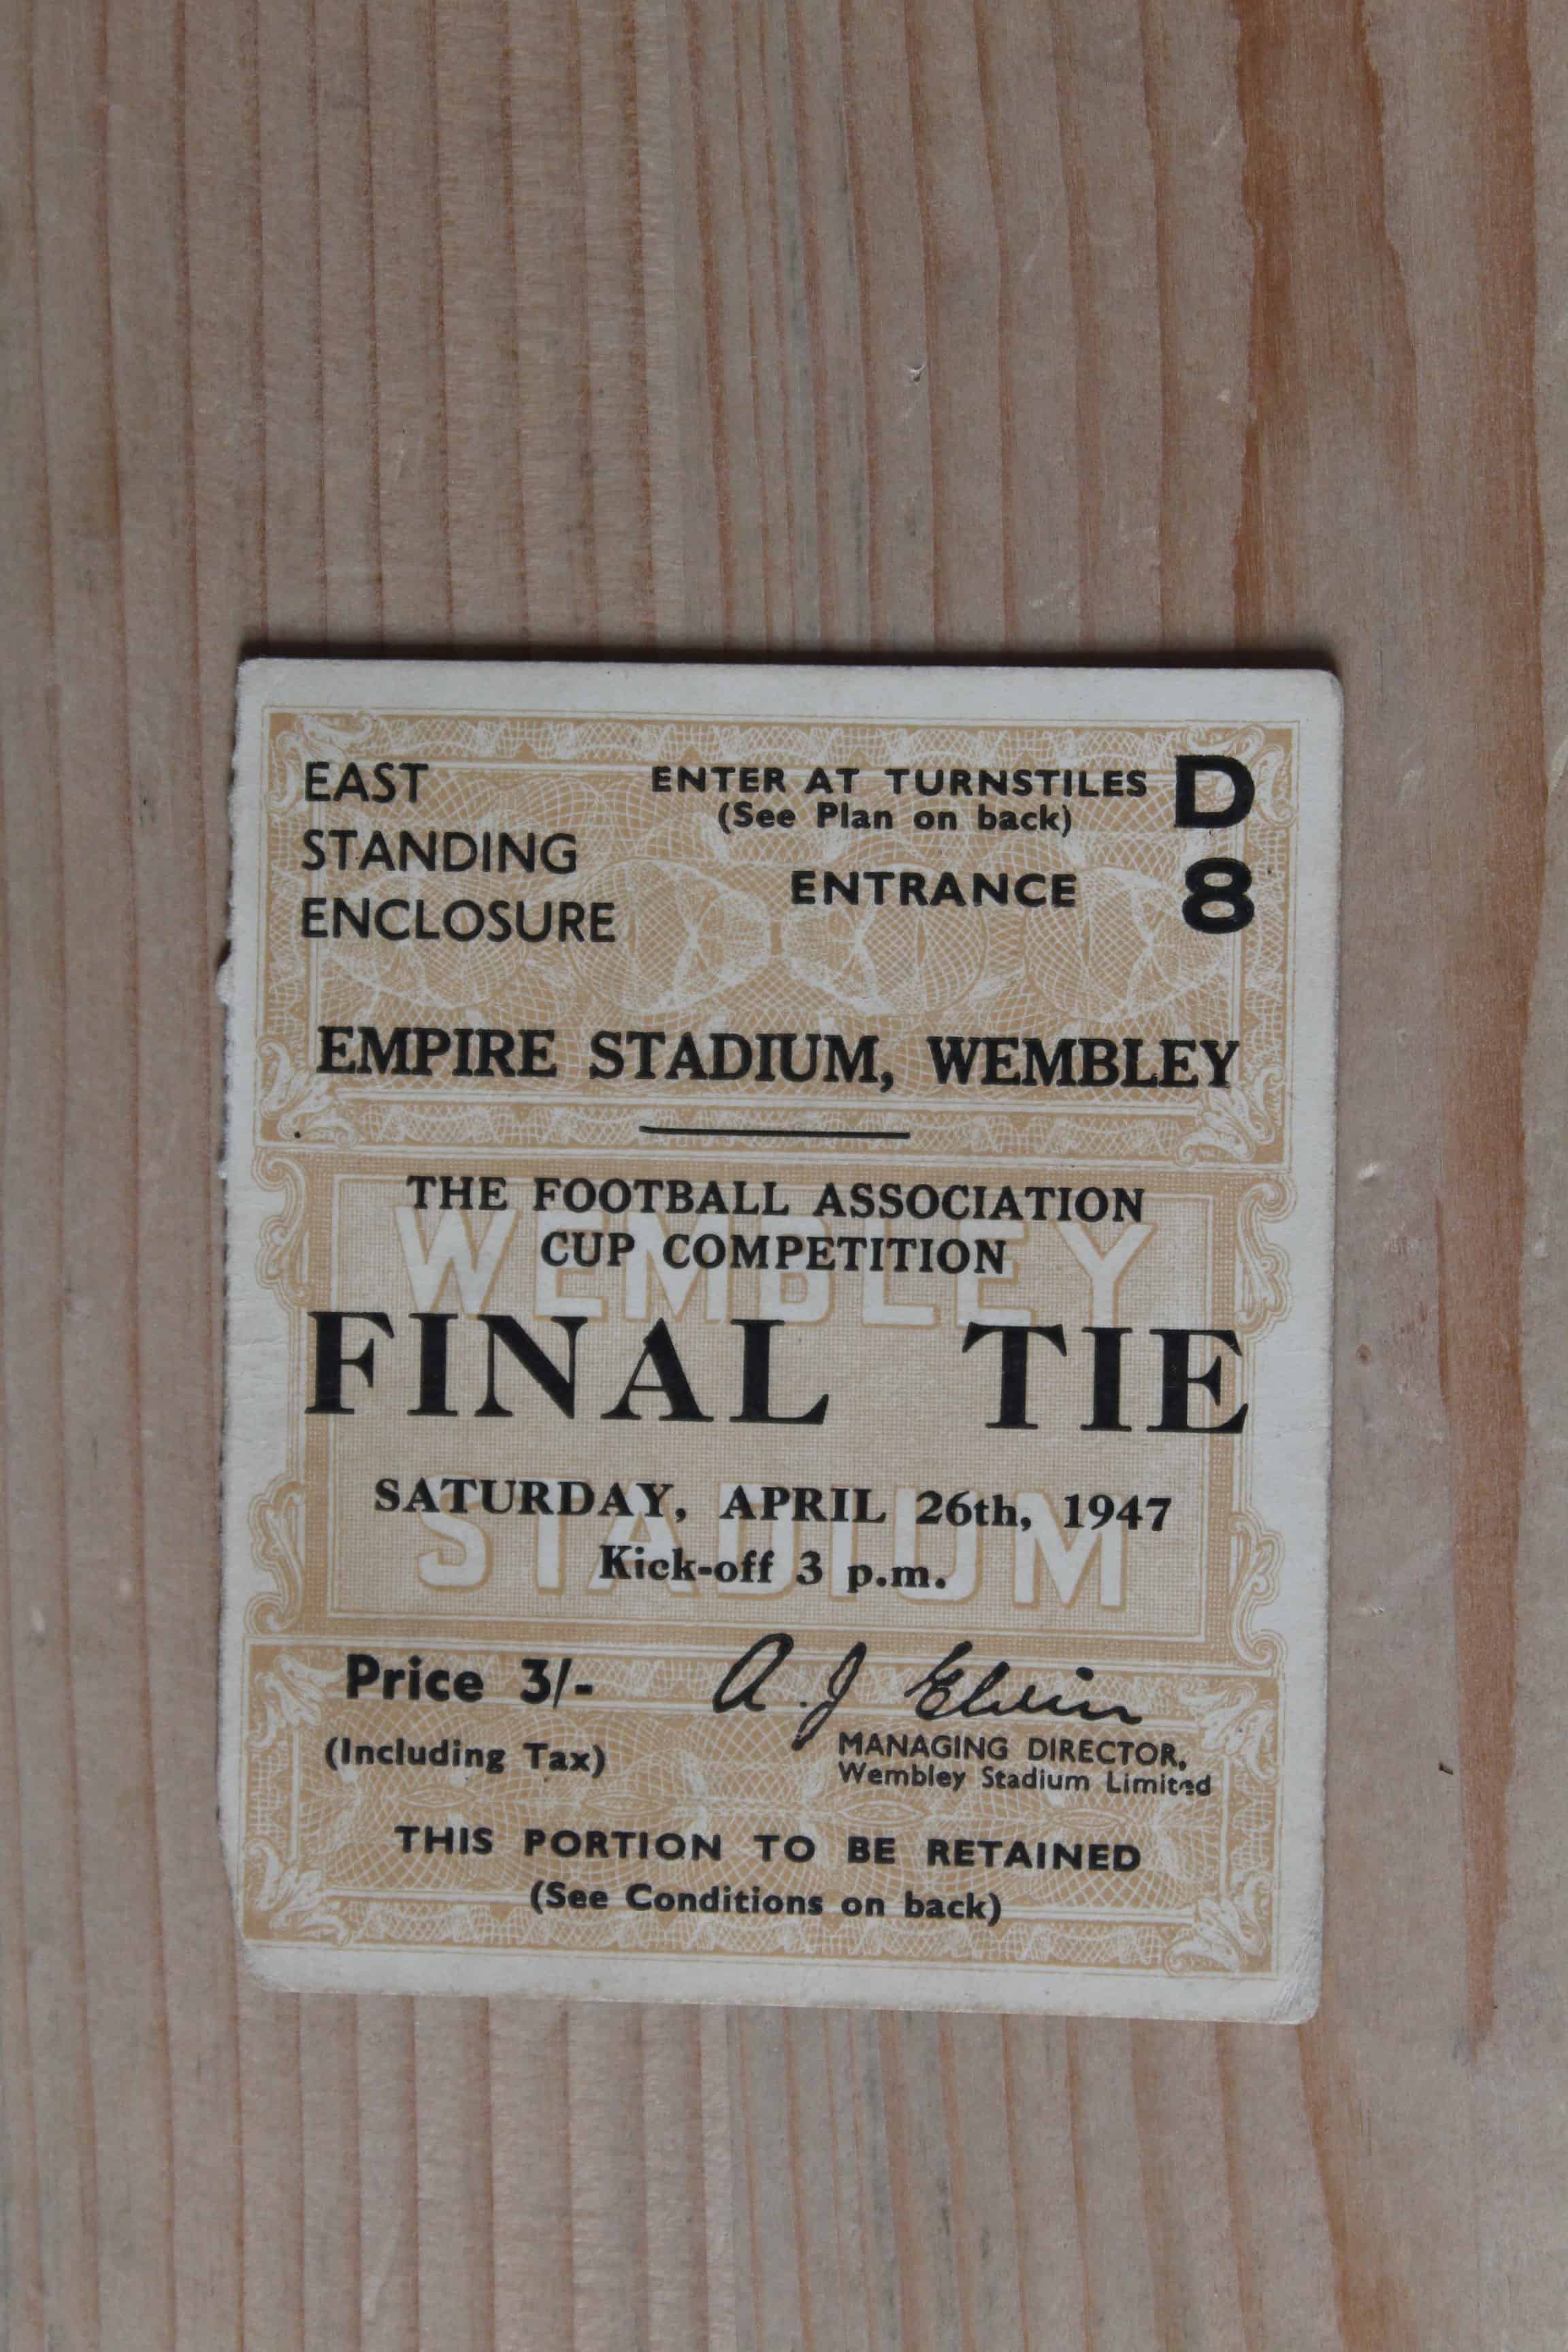 EAST
STANDING
ENCLOSURE
ENTER AT TURNSTILES D
(See Plan on back)
ENTRANCE 8
EMPIRE STADIUM, WEMBLEY
THE FOOTBALL ASSOCIATION
CUP COMPETITION
WEMBLEY
FINAL TIE
SATURDAY, APRIL 26th, 1947
STADIUM
Kick-off 3 p.m.
Price 3/-
(Including Tax)
A. J. Elvin
MANAGING DIRECTOR,
Wembley Stadium Limited
THIS PORTION TO BE RETAINED
(See Conditions on back)